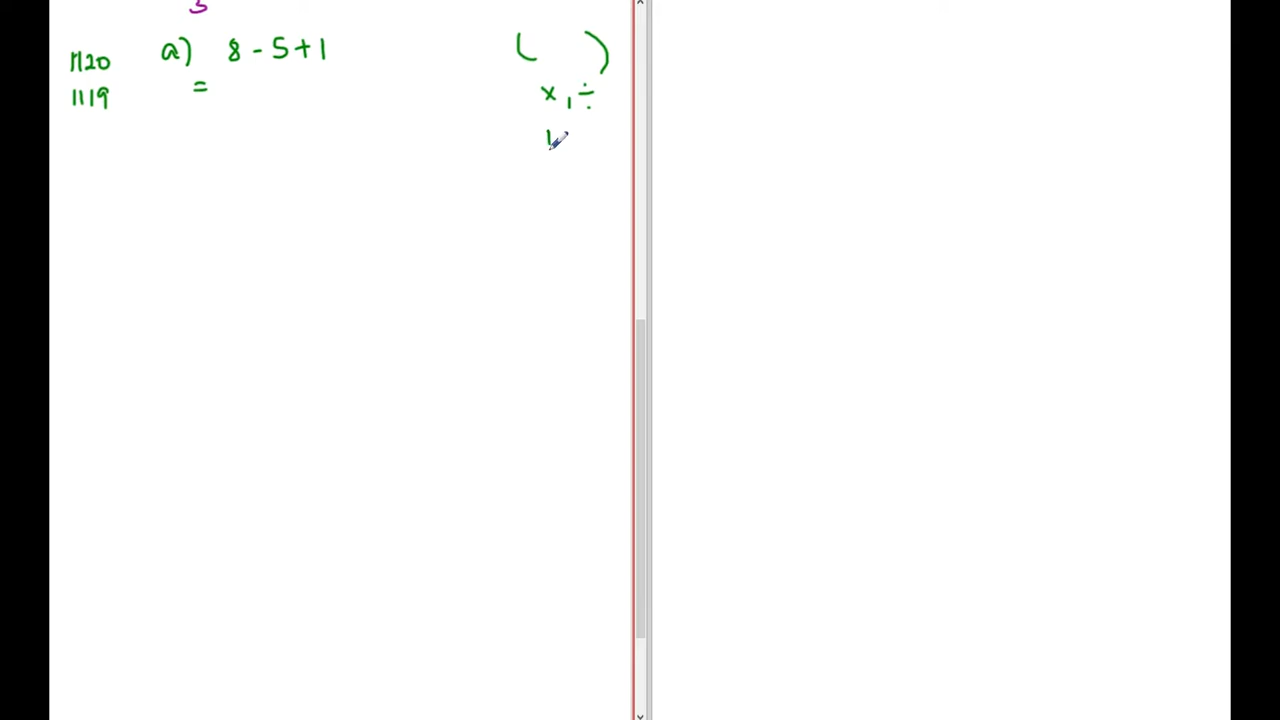 3
1120 a) 8 - 5 + 1 ( )
1119 = × , ÷